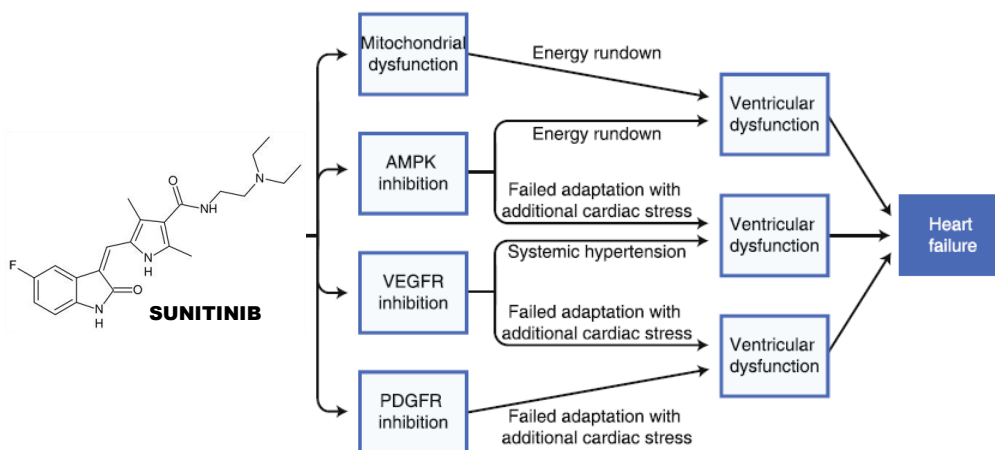 Mitochondrial
dysfunction
Energy rundown
Ventricular
dysfunction
AMPK
inhibition
Energy rundown
Failed adaptation with
additional cardiac stress
Ventricular
dysfunction
Heart
failure
Systemic hypertension
VEGFR
inhibition
Failed adaptation with
additional cardiac stress
Ventricular
dysfunction
PDGFR
inhibition
Failed adaptation with
additional cardiac stress
N
O
NH
N
H
F
O
N
H
SUNITINIB